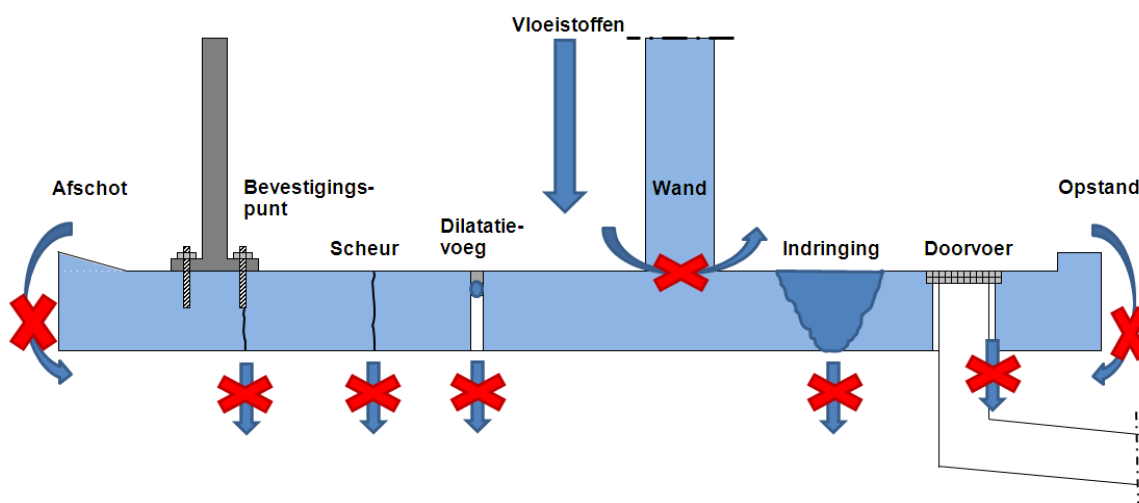 Vloeistoffen
Afschot
Bevestigings-
punt
Scheur
Dilatatie-
voeg
Wand
Indringing
Doorvoer
Opstand